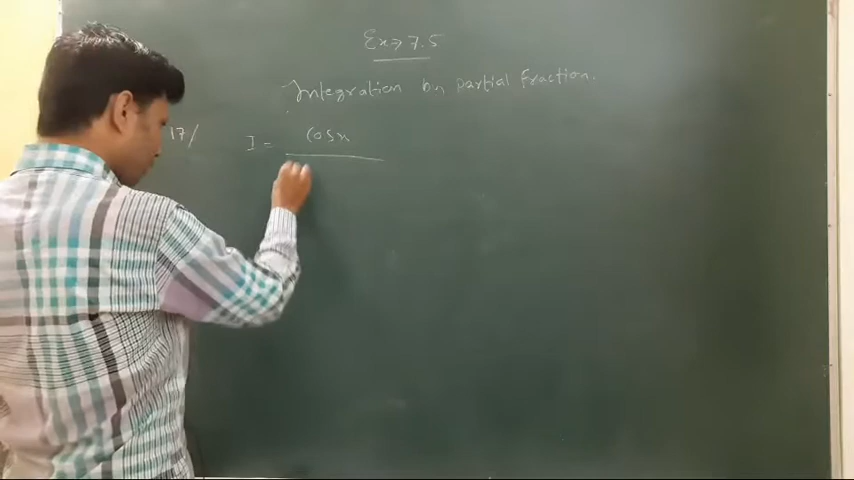 Ex → 7.5
Integration by partial fraction.
17/ I = cosx